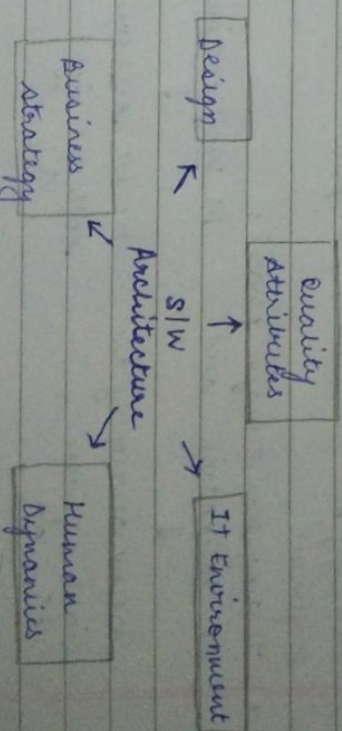 Quality
Attributes
Design
It Environment
S/W
Architecture
Business
Strategy
Human
Dynamics